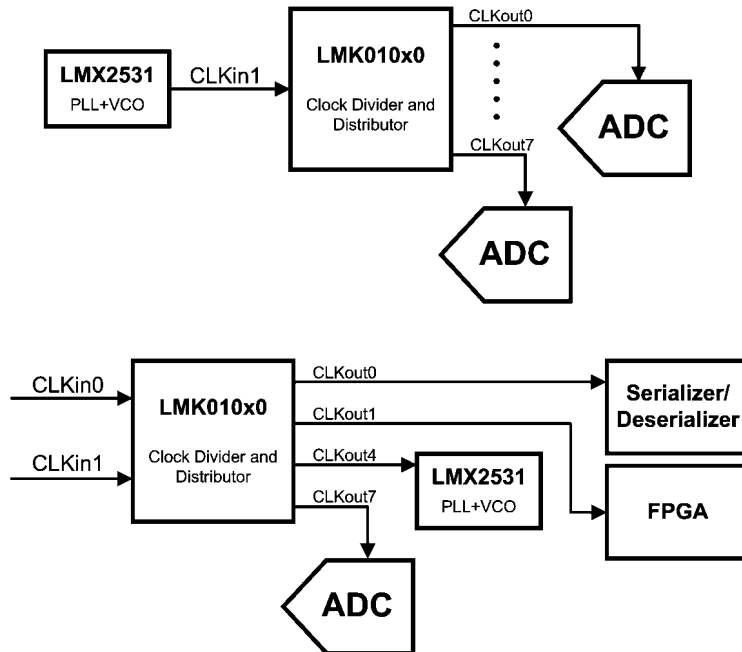 CLKout0
LMK010x0
LMX2531
CLKin1
PLL+VCO
Clock Divider and
Distributor
ADC
CLKout7
ADC
CLKout0
CLKin0
Serializer/
Deserializer
LMK010x0
CLKout1
CLKin1
Clock Divider and
Distributor
CLKout4
LMX2531
PLL+VCO
CLKout7
FPGA
ADC